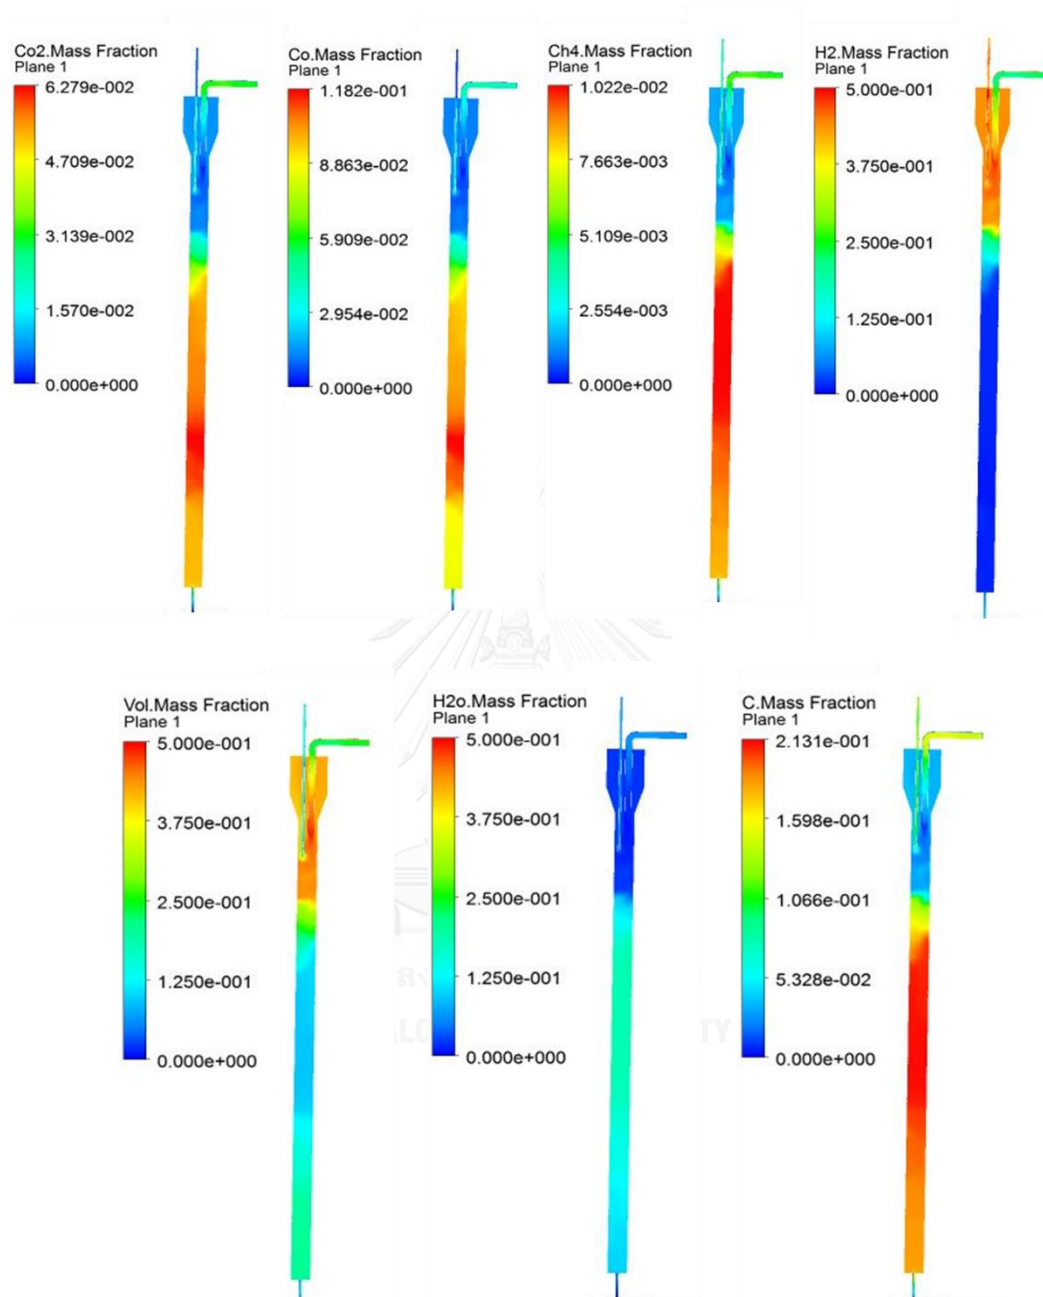 Co2.Mass Fraction
Plane 1
6.279e-002
4.709e-002
3.139e-002
1.570e-002
0.000e+000
Co.Mass Fraction
Plane 1
1.182e-001
8.863e-002
5.909e-002
2.954e-002
0.000e+000
Ch4.Mass Fraction
Plane 1
1.022e-002
7.663e-003
5.109e-003
2.554e-003
0.000e+000
H2.Mass Fraction
Plane 1
5.000e-001
3.750e-001
2.500e-001
1.250e-001
0.000e+000
Vol.Mass Fraction
Plane 1
5.000e-001
3.750e-001
2.500e-001
1.250e-001
0.000e+000
H2o.Mass Fraction
Plane 1
5.000e-001
3.750e-001
2.500e-001
1.250e-001
0.000e+000
C.Mass Fraction
Plane 1
2.131e-001
1.598e-001
1.066e-001
5.328e-002
0.000e+000